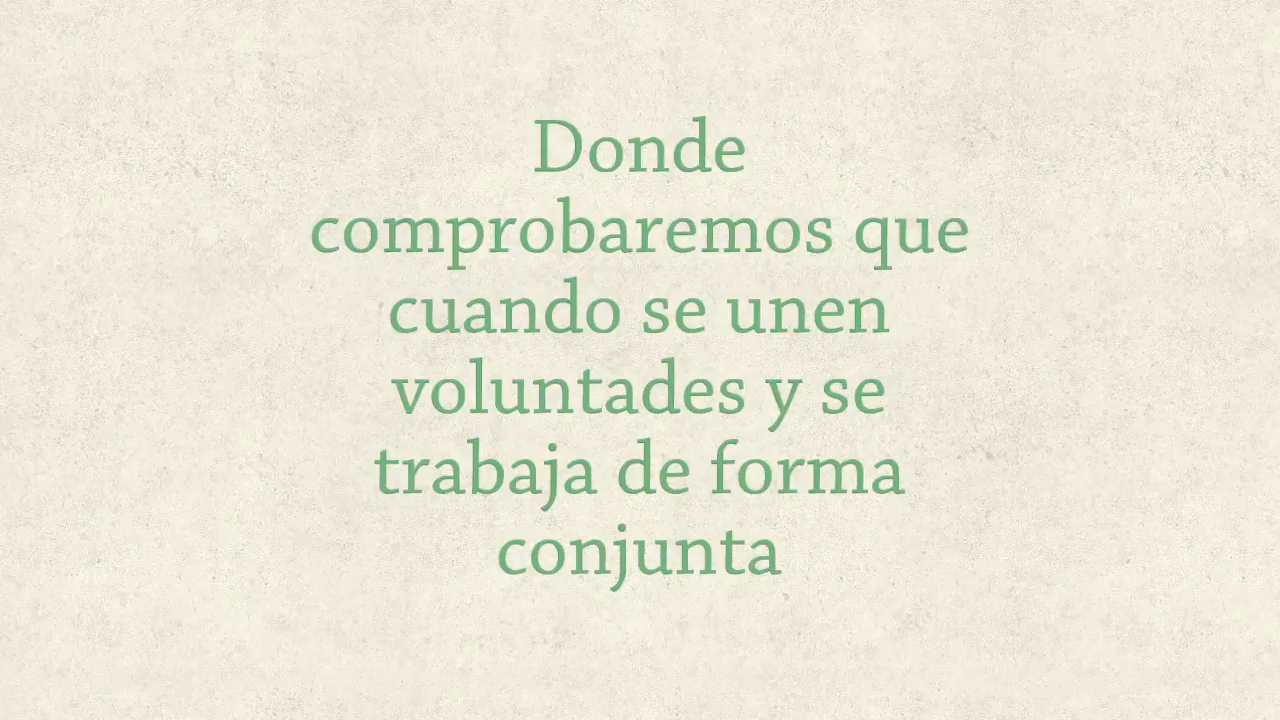 Donde
comprobaremos que
cuando se unen
voluntades y se
trabaja de forma
conjunta